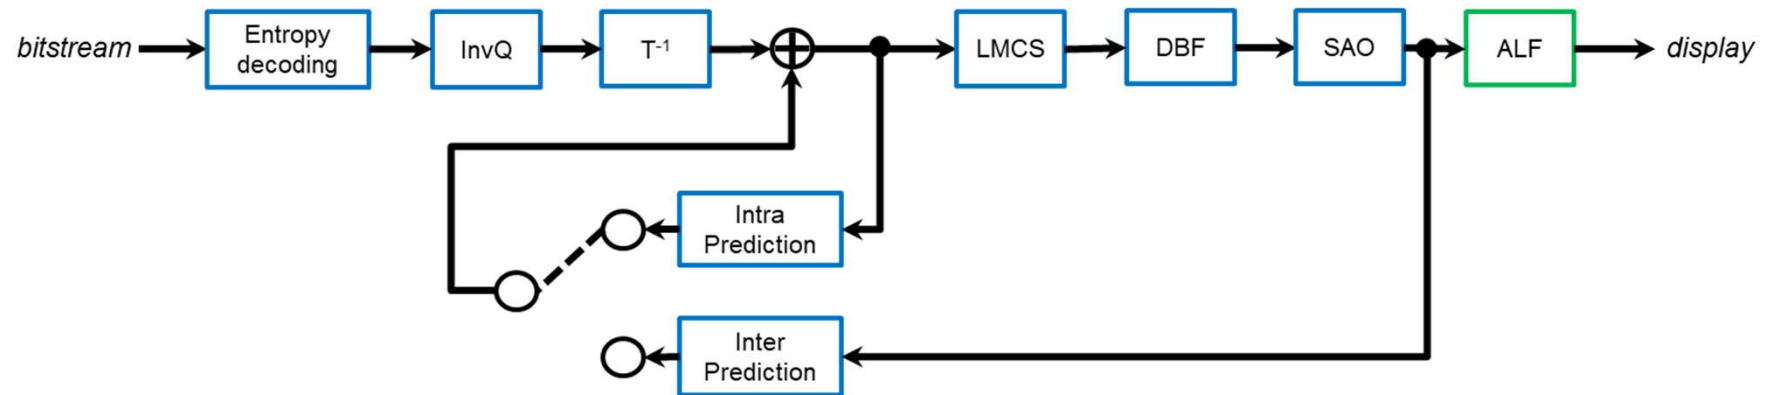 bitstream
Entropy
decoding
InvQ
T⁻¹
LMCS
DBF
SAO
ALF
display
Intra
Prediction
Inter
Prediction